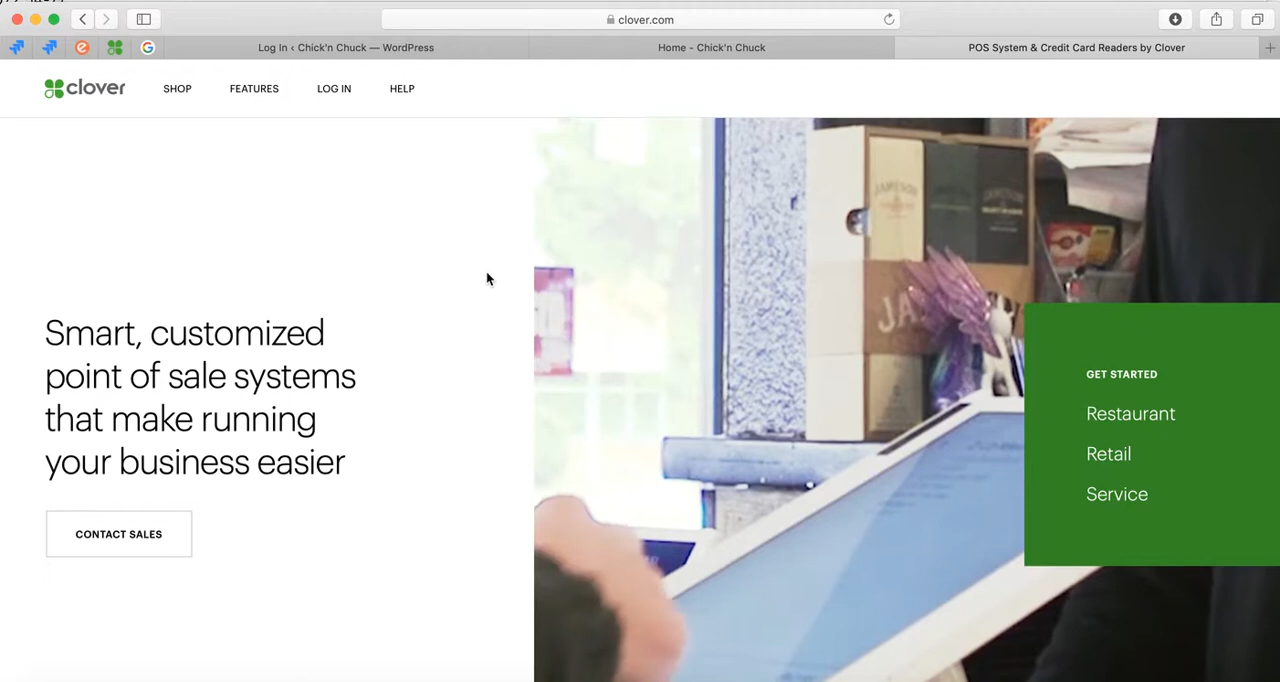 clover.com
Log In ‹ Chick'n Chuck — WordPress
Home - Chick'n Chuck
POS System & Credit Card Readers by Clover
clover
SHOP
FEATURES
LOG IN
HELP
Smart, customized
point of sale systems
that make running
your business easier
CONTACT SALES
GET STARTED
Restaurant
Retail
Service
JAMESON